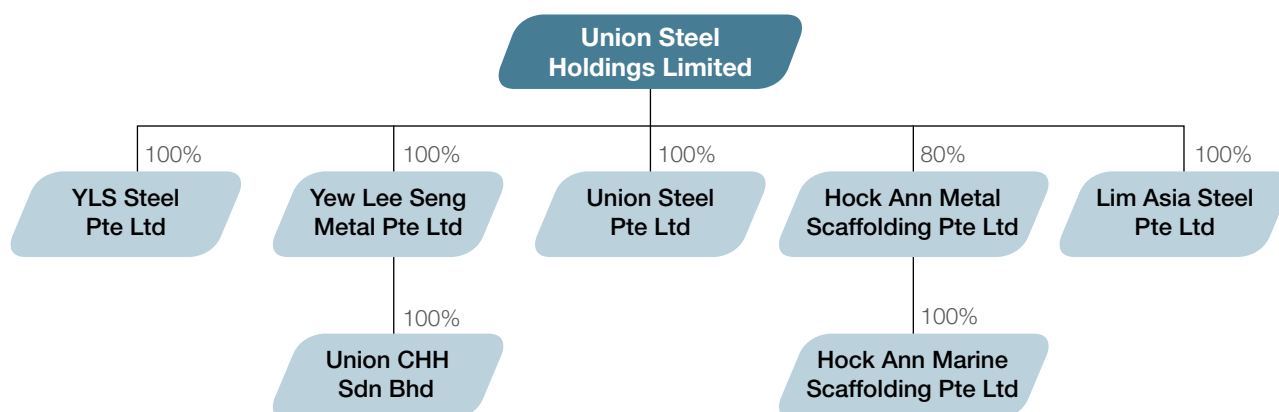 Union Steel
Holdings Limited
100%
100%
100%
80%
100%
YLS Steel
Pte Ltd
Yew Lee Seng
Metal Pte Ltd
Union Steel
Pte Ltd
Hock Ann Metal
Scaffolding Pte Ltd
Lim Asia Steel
Pte Ltd
100%
100%
Union CHH
Sdn Bhd
Hock Ann Marine
Scaffolding Pte Ltd